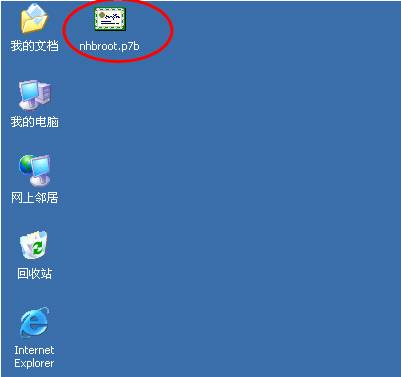 我的文档
nhbroot.p7b
我的电脑
网上邻居
回收站
Internet
Explorer